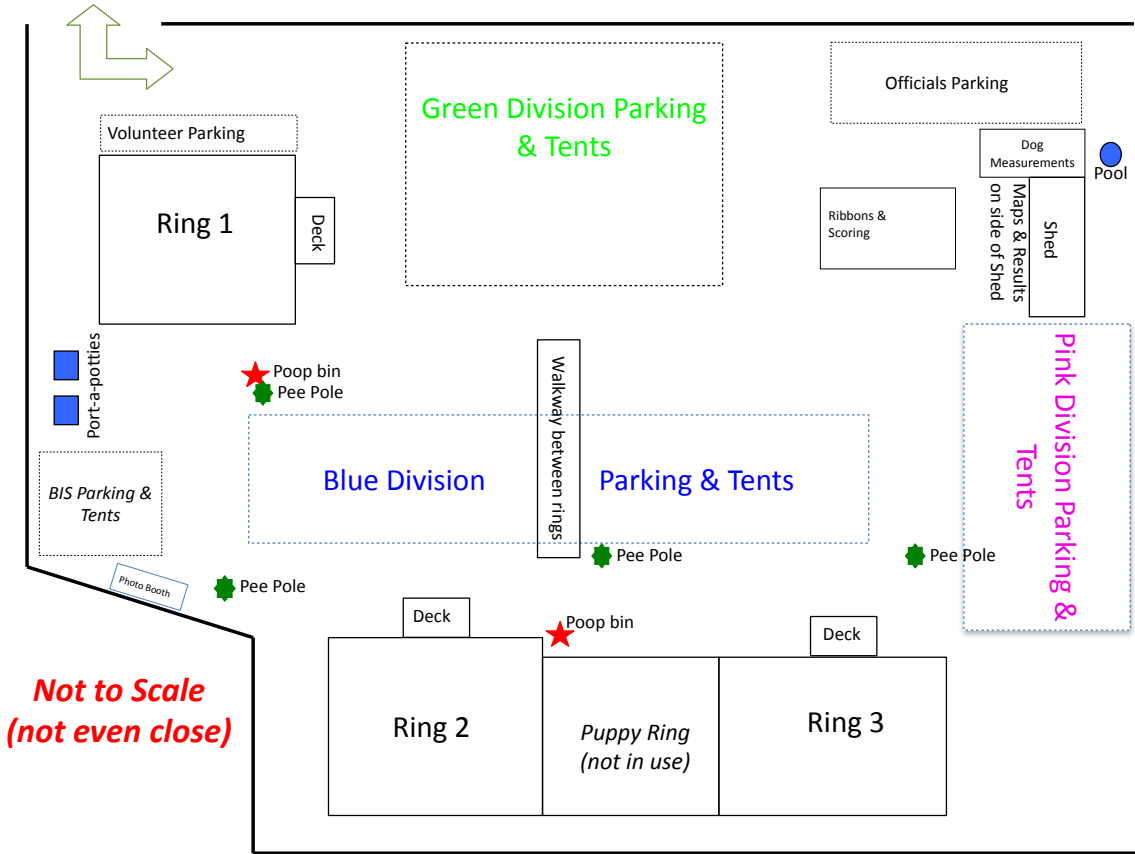 Green Division Parking
& Tents
Officials Parking
Volunteer Parking
Dog
Measurements
Pool
Ring 1
Deck
Ribbons &
Scoring
Maps & Results
on side of Shed
Shed
Port-a-potties
Poop bin
Pee Pole
Walkway between rings
Pink Division Parking &
Tents
Blue Division
Parking & Tents
BIS Parking &
Tents
Photo Booth
Pee Pole
Pee Pole
Pee Pole
Deck
Poop bin
Deck
Not to Scale
(not even close)
Ring 2
Puppy Ring
(not in use)
Ring 3